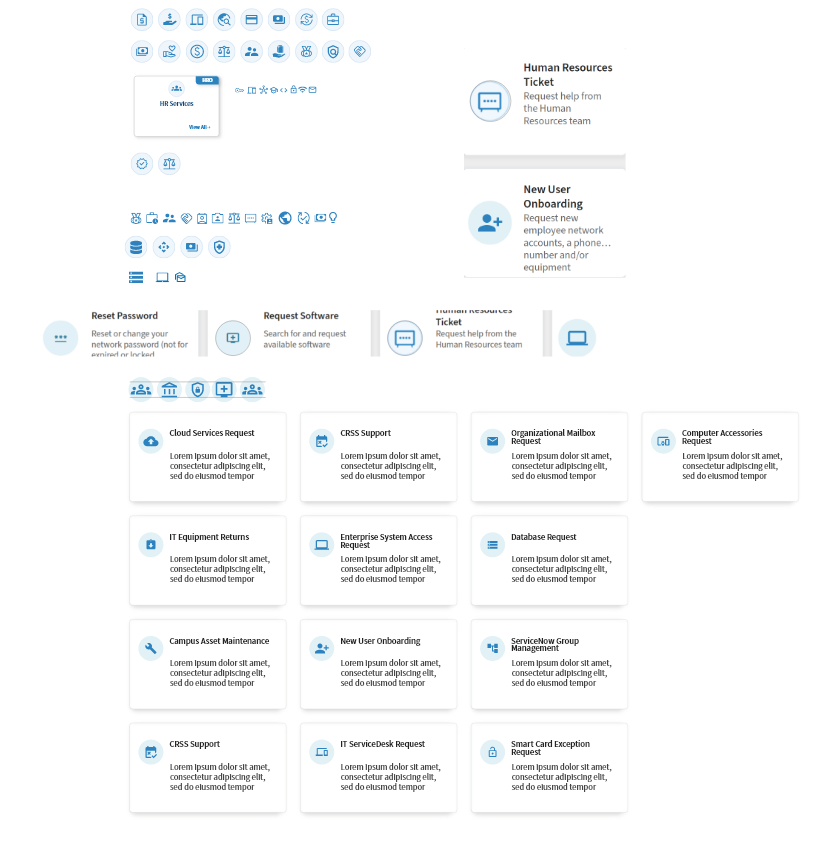 Human Resources
Ticket
Request help from
the Human
Resources team
HR Services
View All
New User
Onboarding
Request new
employee network
accounts, a phone...
number and/or
equipment
Reset Password
Reset or change your
network password (not for
expired or locked
Request Software
Search for and request
available software
Human Resources
Ticket
Request help from the
Human Resources team
Cloud Services Request
Lorem ipsum dolor sit amet,
consectetur adipiscing elit,
sed do eiusmod tempor
CRSS Support
Lorem ipsum dolor sit amet,
consectetur adipiscing elit,
sed do eiusmod tempor
Organizational Mailbox
Request
Lorem ipsum dolor sit amet,
consectetur adipiscing elit,
sed do eiusmod tempor
Computer Accessories
Request
Lorem ipsum dolor sit amet,
consectetur adipiscing elit,
sed do eiusmod tempor
IT Equipment Returns
Lorem ipsum dolor sit amet,
consectetur adipiscing elit,
sed do eiusmod tempor
Enterprise System Access
Request
Lorem ipsum dolor sit amet,
consectetur adipiscing elit,
sed do eiusmod tempor
Database Request
Lorem ipsum dolor sit amet,
consectetur adipiscing elit,
sed do eiusmod tempor
Campus Asset Maintenance
Lorem ipsum dolor sit amet,
consectetur adipiscing elit,
sed do eiusmod tempor
New User Onboarding
Lorem ipsum dolor sit amet,
consectetur adipiscing elit,
sed do eiusmod tempor
ServiceNow Group
Management
Lorem ipsum dolor sit amet,
consectetur adipiscing elit,
sed do eiusmod tempor
CRSS Support
Lorem ipsum dolor sit amet,
consectetur adipiscing elit,
sed do eiusmod tempor
IT ServiceDesk Request
Lorem ipsum dolor sit amet,
consectetur adipiscing elit,
sed do eiusmod tempor
Smart Card Exception
Request
Lorem ipsum dolor sit amet,
consectetur adipiscing elit,
sed do eiusmod tempor